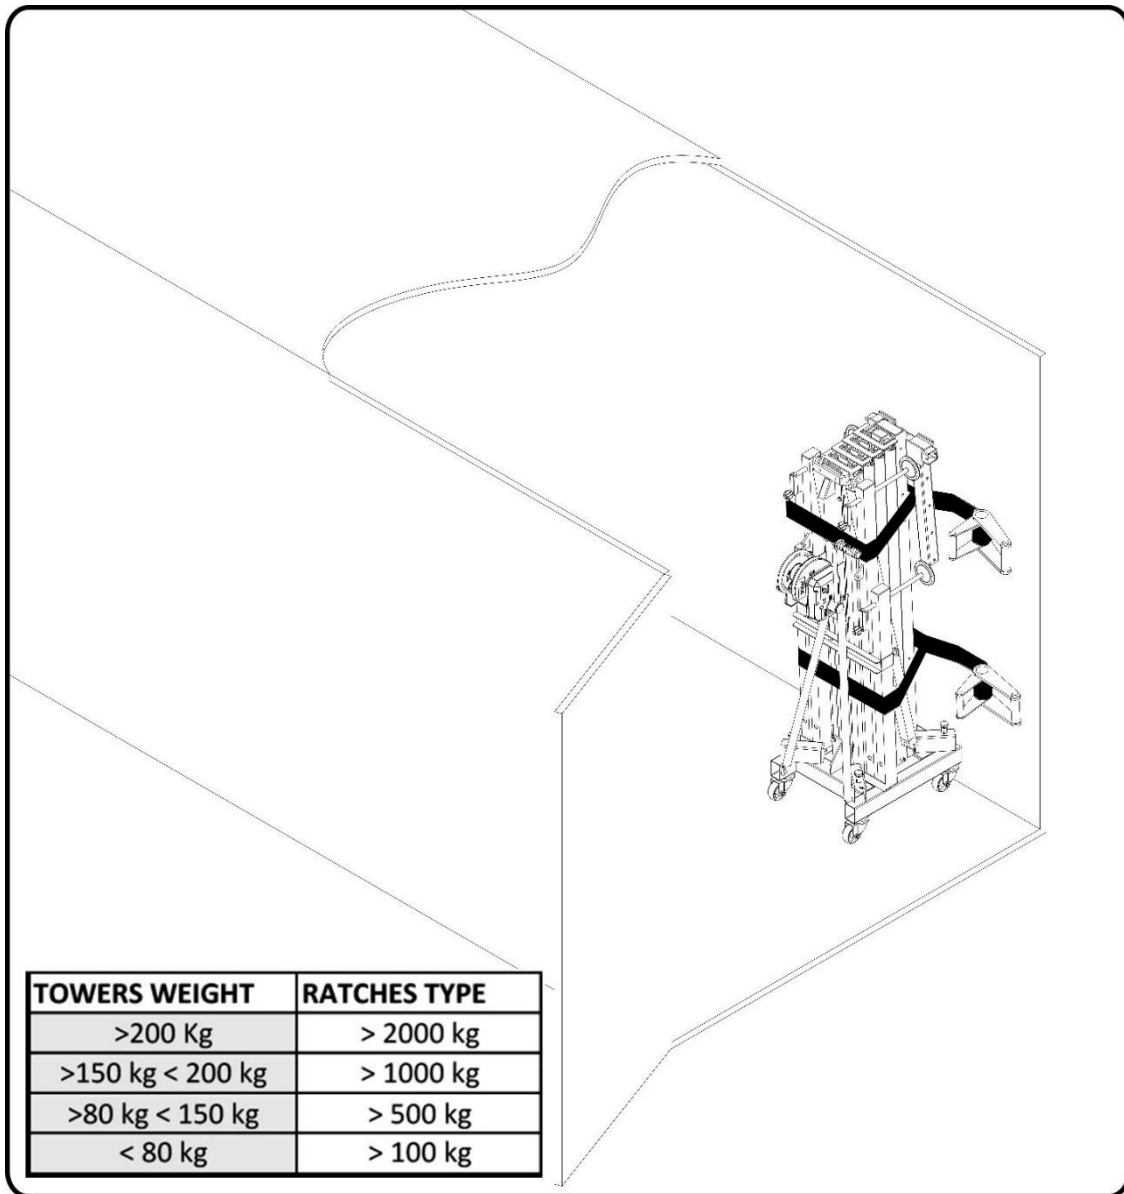 TOWERS WEIGHT RATCHES TYPE
>200 Kg > 2000 kg
>150 kg < 200 kg > 1000 kg
>80 kg < 150 kg > 500 kg
< 80 kg > 100 kg